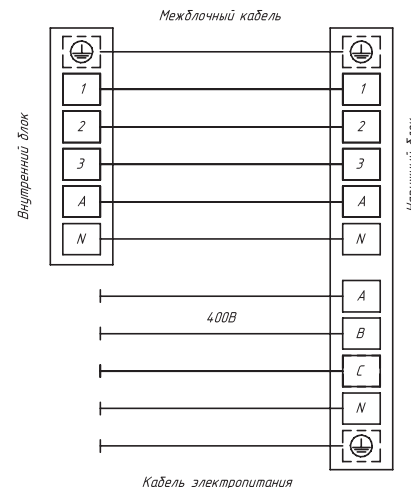 Межблочный кабель
Внутренний блок
1
2
3
A
N
1
2
3
A
N
400В
A
B
C
N
Кабель электропитания